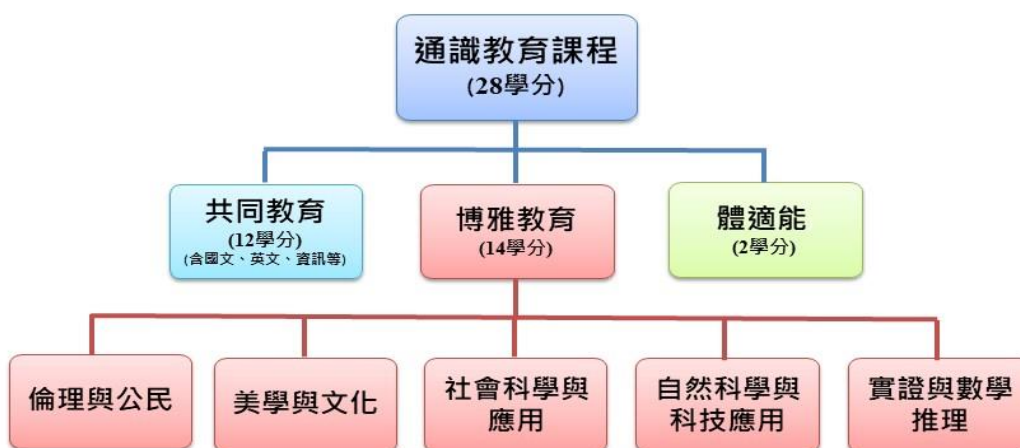 通識教育課程
(28學分)
共同教育
(12學分)
(含國文、英文、資訊等)
博雅教育
(14學分)
體適能
(2學分)
倫理與公民
美學與文化
社會科學與
應用
自然科學與
科技應用
實證與數學
推理